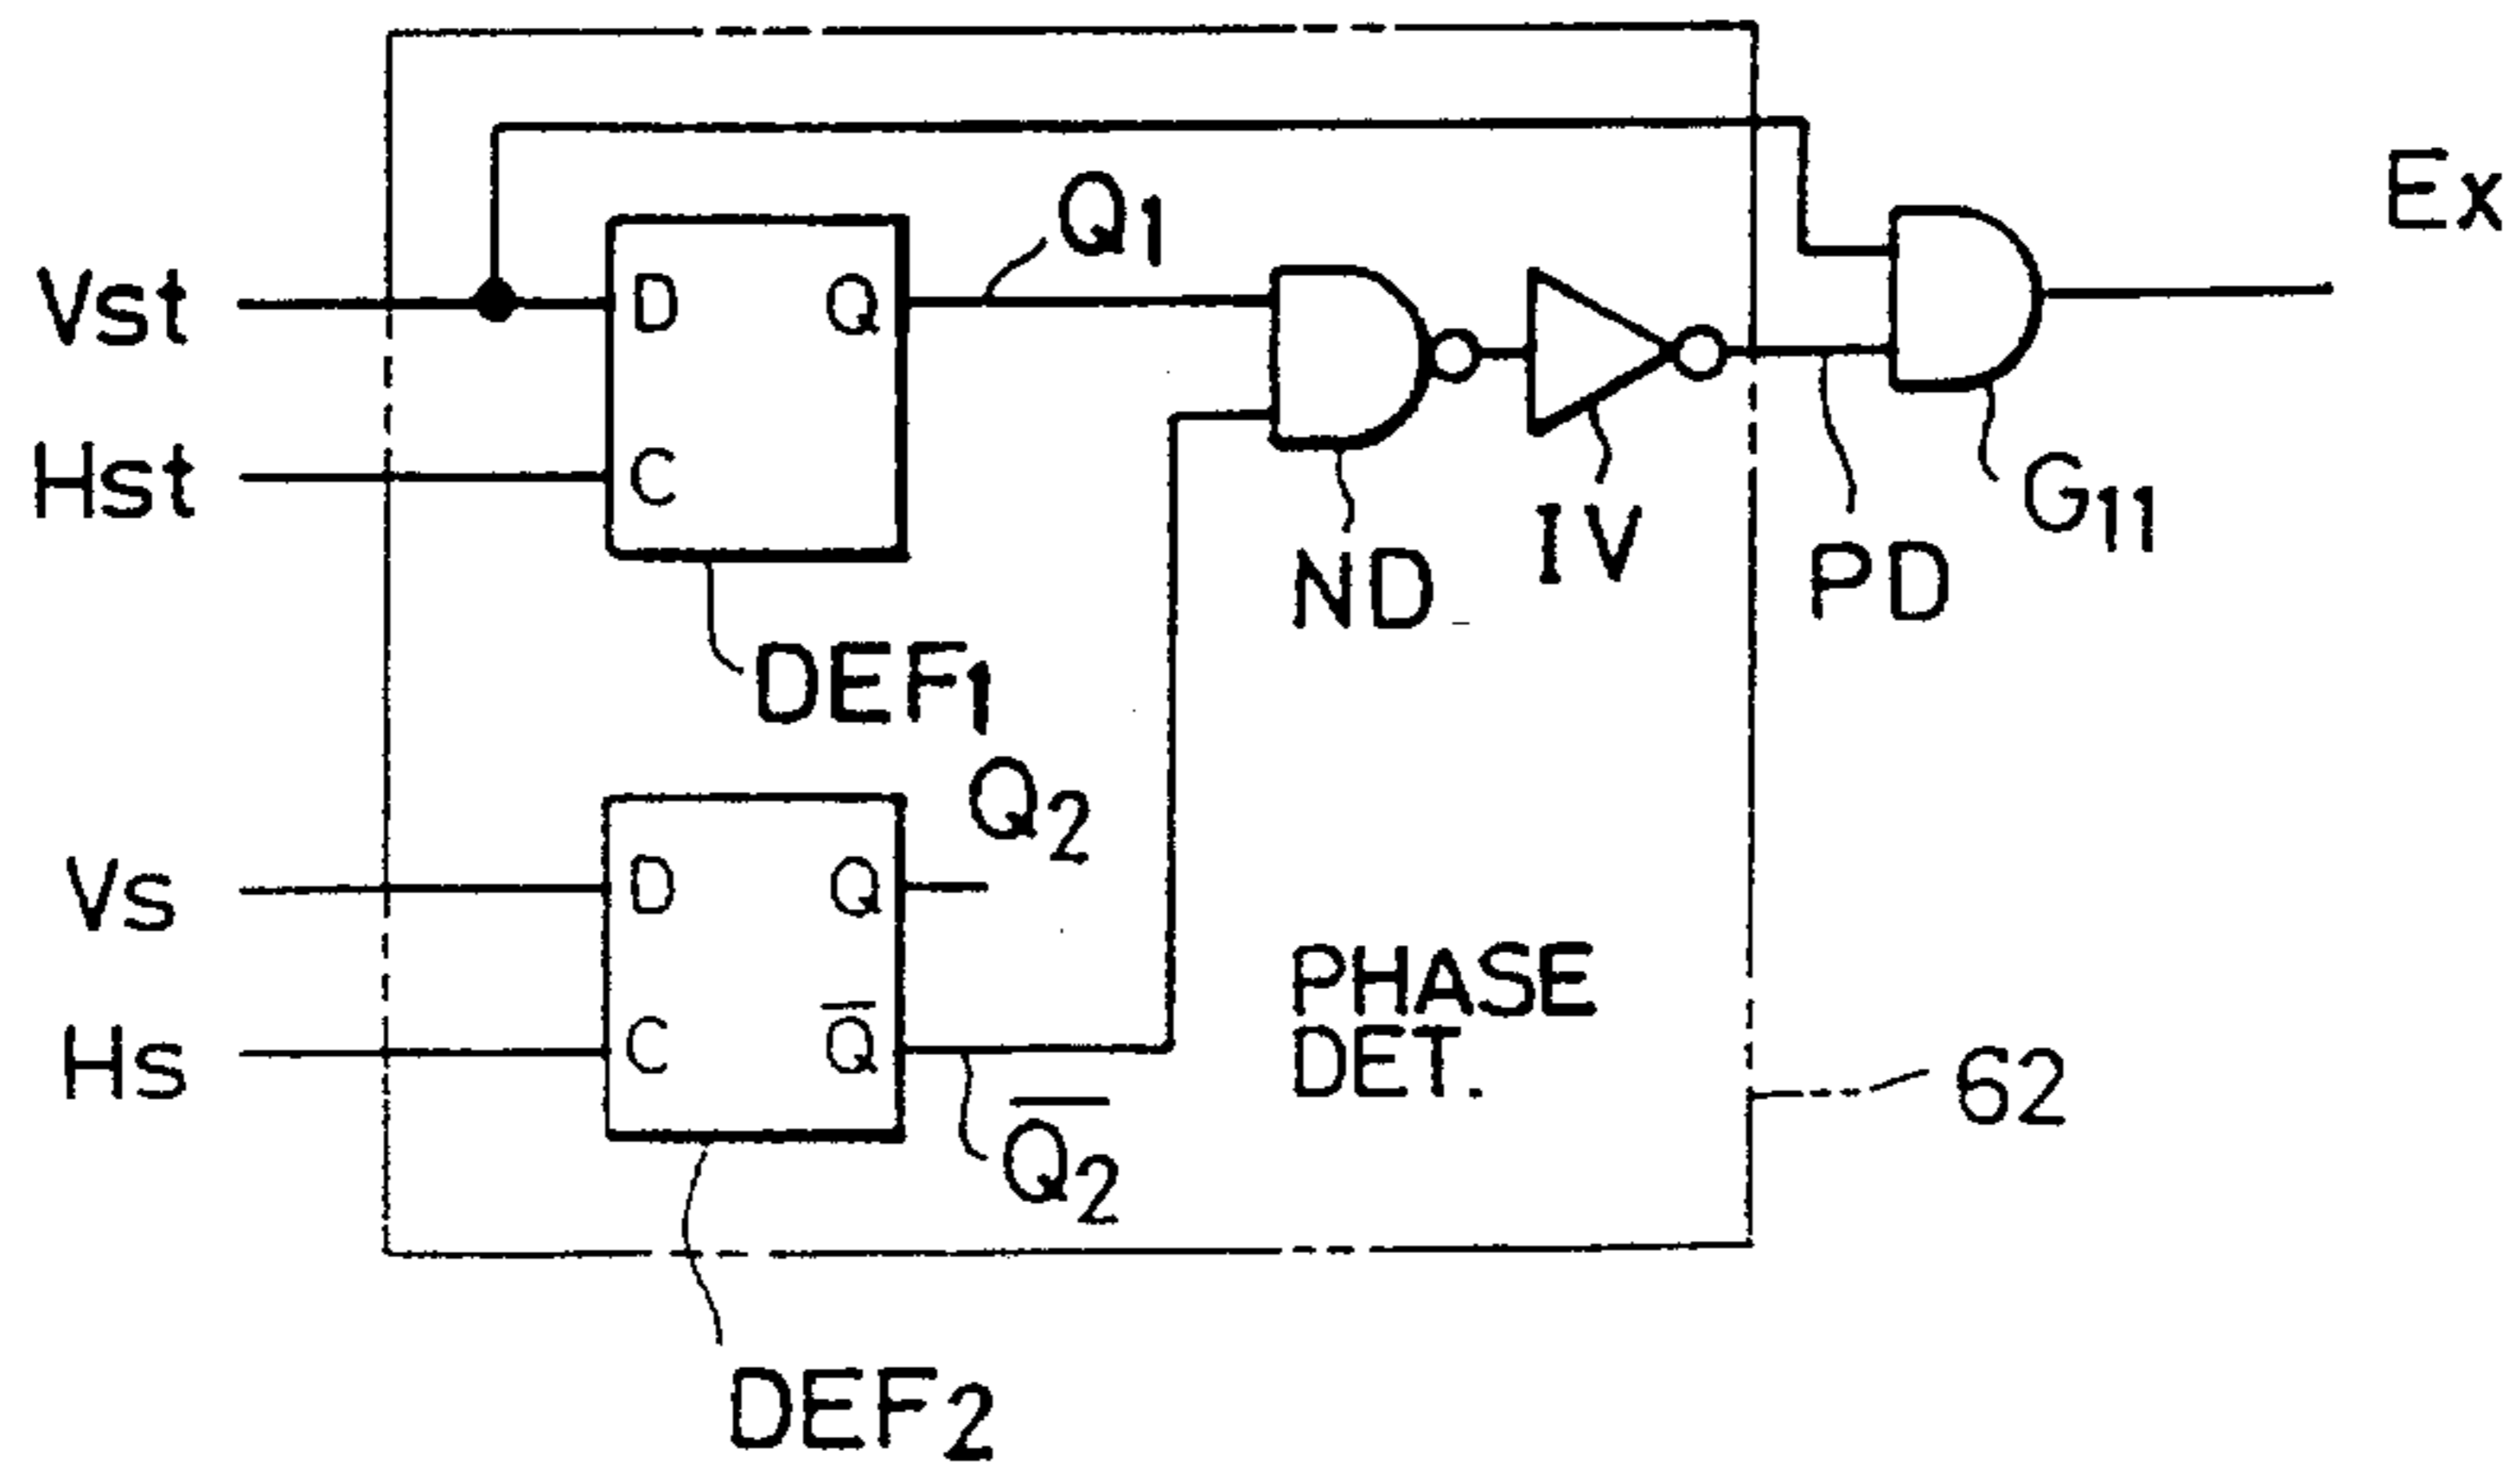 Vst
Hst
D
Q
C
Q1
DEF1
ND
IV
PD
G11
Ex
Vs
Hs
D
Q
C
Q̅
Q2
Q̅2
DEF2
PHASE
DET.
62